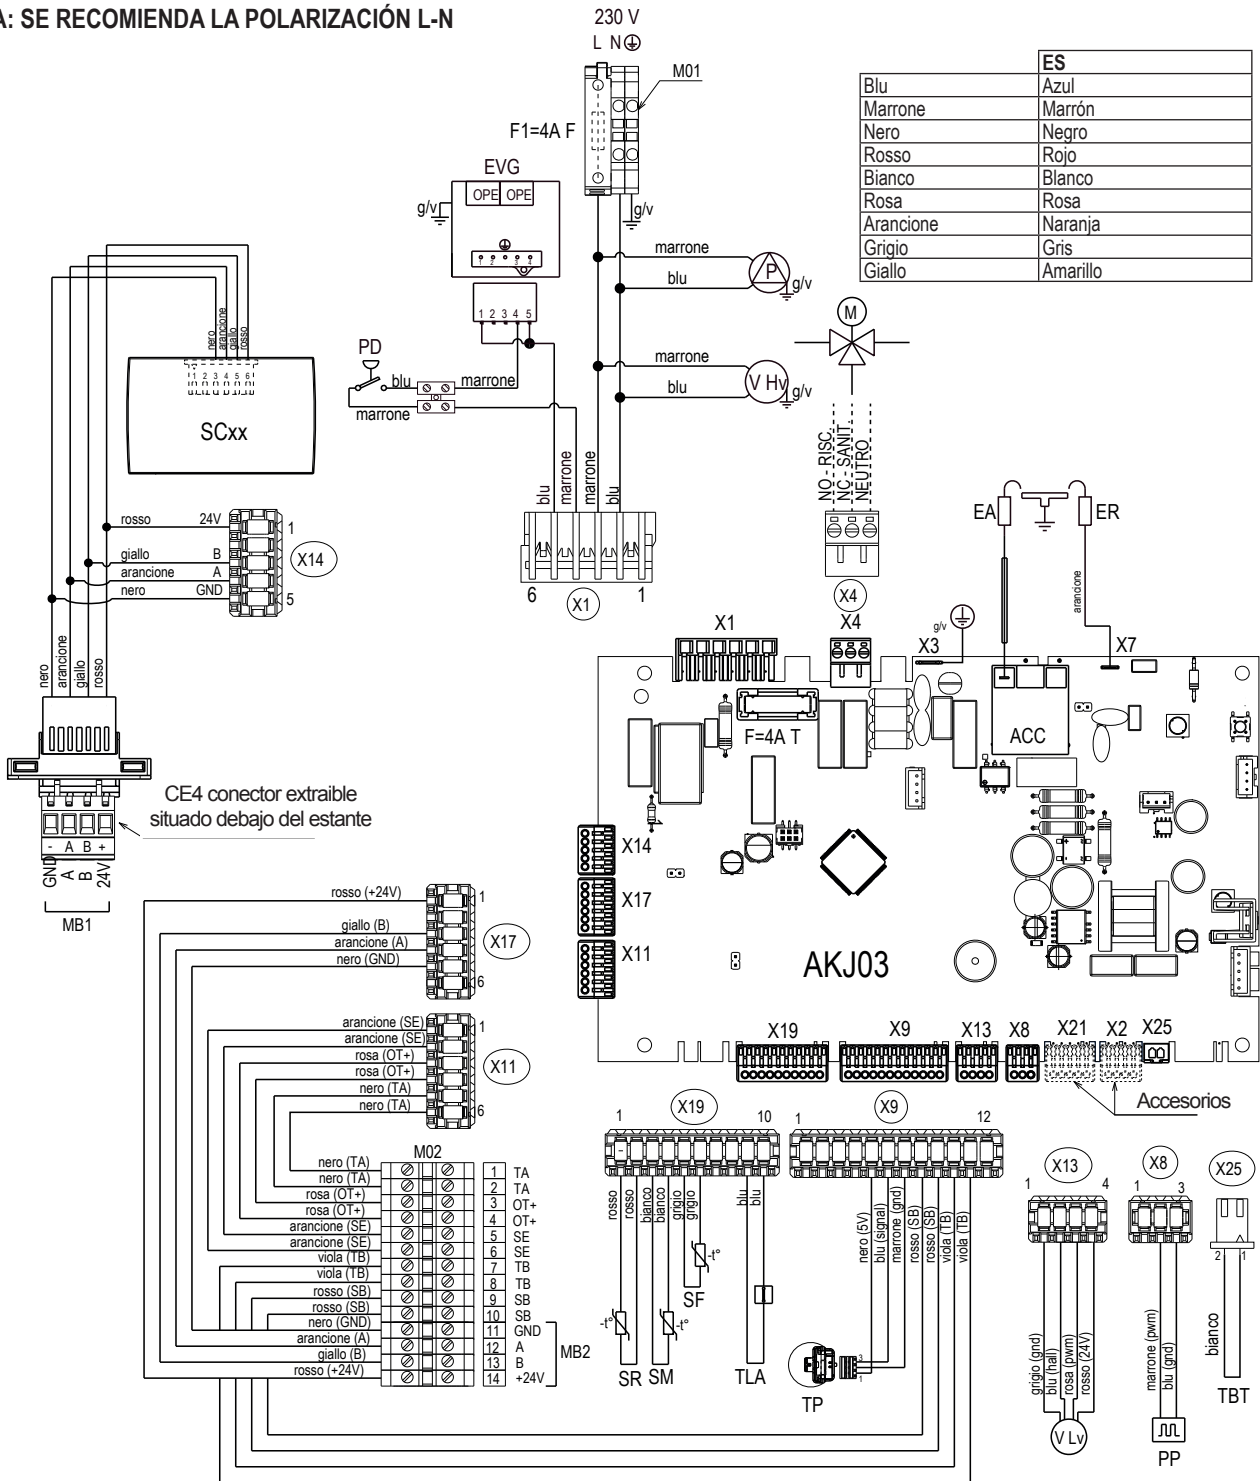 A: SE RECOMIENDA LA POLARIZACIÓN L-N
230 V
L N
M01
F1=4A F
g/v
ES
Blu Azul
Marrone Marrón
Nero Negro
Rosso Rojo
Bianco Blanco
Rosa Rosa
Arancione Naranja
Grigio Gris
Giallo Amarillo
EVG
OPE OPE
g/v
1 2 3 4
1 2 3 4 5
marrone
blu
P
g/v
marrone
blu
V Hv
g/v
PD
blu
marrone
marrone
blu
marrone
marrone
blu
6
1
X1
M
NO - RISC.
NC - SANIT.
NEUTRO
X4
EA
ER
arancione
nero
arancione
giallo
rosso
1 2 3 4 5 6
SCxx
rosso 24V 1
giallo B
arancione A
nero GND 5
X14
nero
arancione
giallo
rosso
CE4 conector extraible
situado debajo del estante
- A B +
GND
A
B
24V
MB1
X1
X4
X3
g/v
X7
F=4A T
ACC
X14
X17
X11
AKJ03
X19
X9
X13
X8
X21
X2
X25
Accesorios
rosso (+24V) 1
giallo (B)
arancione (A)
nero (GND) 6
X17
arancione (SE) 1
arancione (SE)
rosa (OT+)
rosa (OT+)
nero (TA)
nero (TA) 6
X11
M02
nero (TA) 1 TA
nero (TA) 2 TA
rosa (OT+) 3 OT+
rosa (OT+) 4 OT+
arancione (SE) 5 SE
arancione (SE) 6 SE
viola (TB) 7 TB
viola (TB) 8 TB
rosso (SB) 9 SB
rosso (SB) 10 SB
nero (GND) 11 GND
arancione (A) 12 A
giallo (B) 13 B
rosso (+24V) 14 +24V
MB2
1 X19 10
rosso
rosso
bianco
bianco
grigio
grigio
blu
blu
-t°
-t°
-t°
SF
SR
SM
TLA
1 X9 12
nero (5V)
blu (signal)
marrone (gnd)
rosso (SB)
rosso (SB)
viola (TB)
viola (TB)
3
1
TP
X13
1 4
grigio (gnd)
blu (hall)
rosa (pwm)
rosso (24V)
V Lv
X8
1 3
marrone (pwm)
blu (gnd)
PP
X25
2 1
bianco
TBT